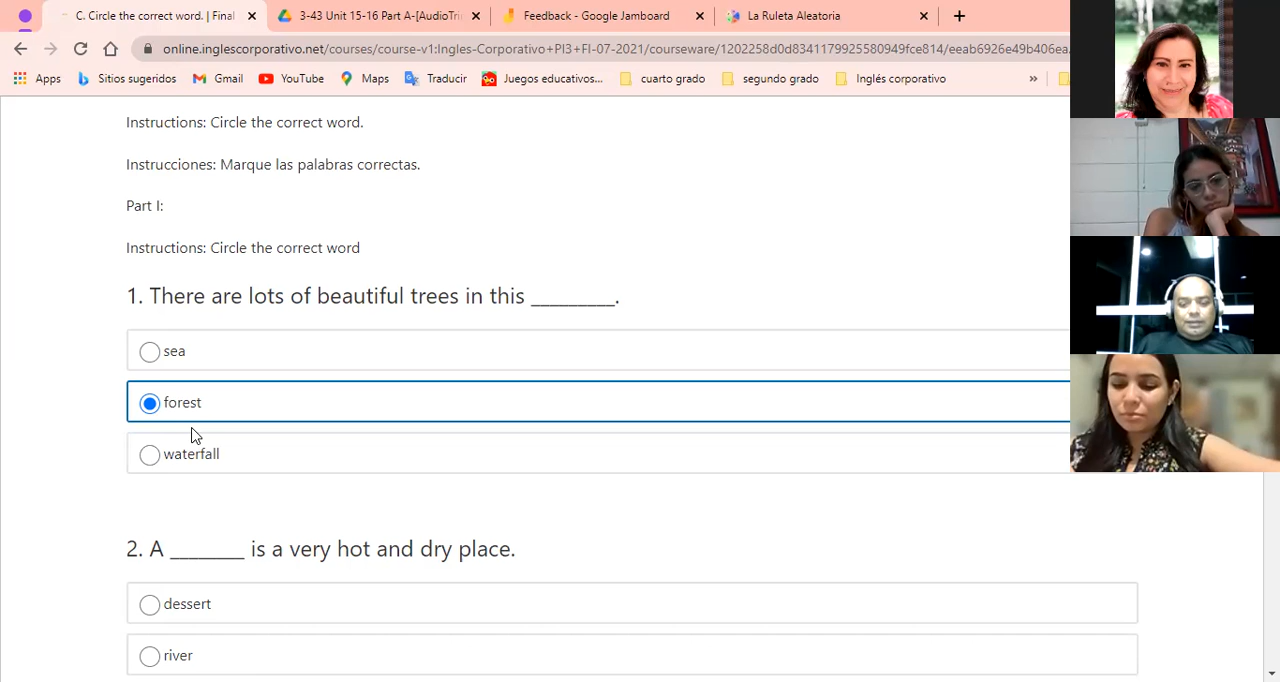 C. Circle the correct word. | Final
3-43 Unit 15-16 Part A-[AudioTri
Feedback - Google Jamboard
La Ruleta Aleatoria
online.inglescorporativo.net/courses/course-v1:Ingles-Corporativo+PI3+FI-07-2021/courseware/1202258d0d8341179925580949fce814/eeab6926e49b406ea.
Apps
Sitios sugeridos
Gmail
YouTube
Maps
Traducir
Juegos educativos...
cuarto grado
segundo grado
Inglés corporativo
»
Instructions: Circle the correct word.
Instrucciones: Marque las palabras correctas.
Part I:
Instructions: Circle the correct word
1. There are lots of beautiful trees in this _________.
sea
forest
waterfall
2. A _______ is a very hot and dry place.
dessert
river